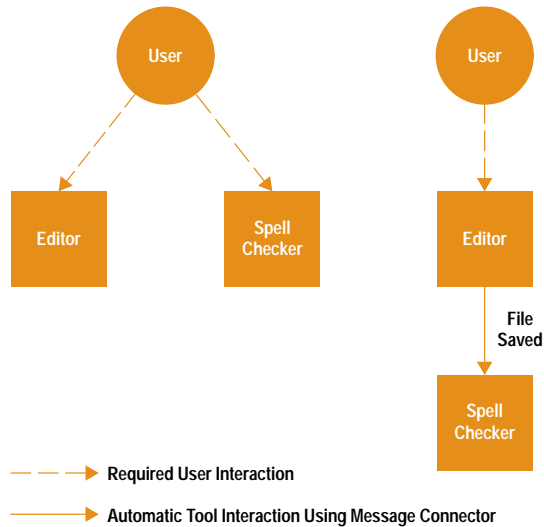 User
User
Editor
Spell
Checker
Editor
File
Saved
Spell
Checker
Required User Interaction
Automatic Tool Interaction Using Message Connector